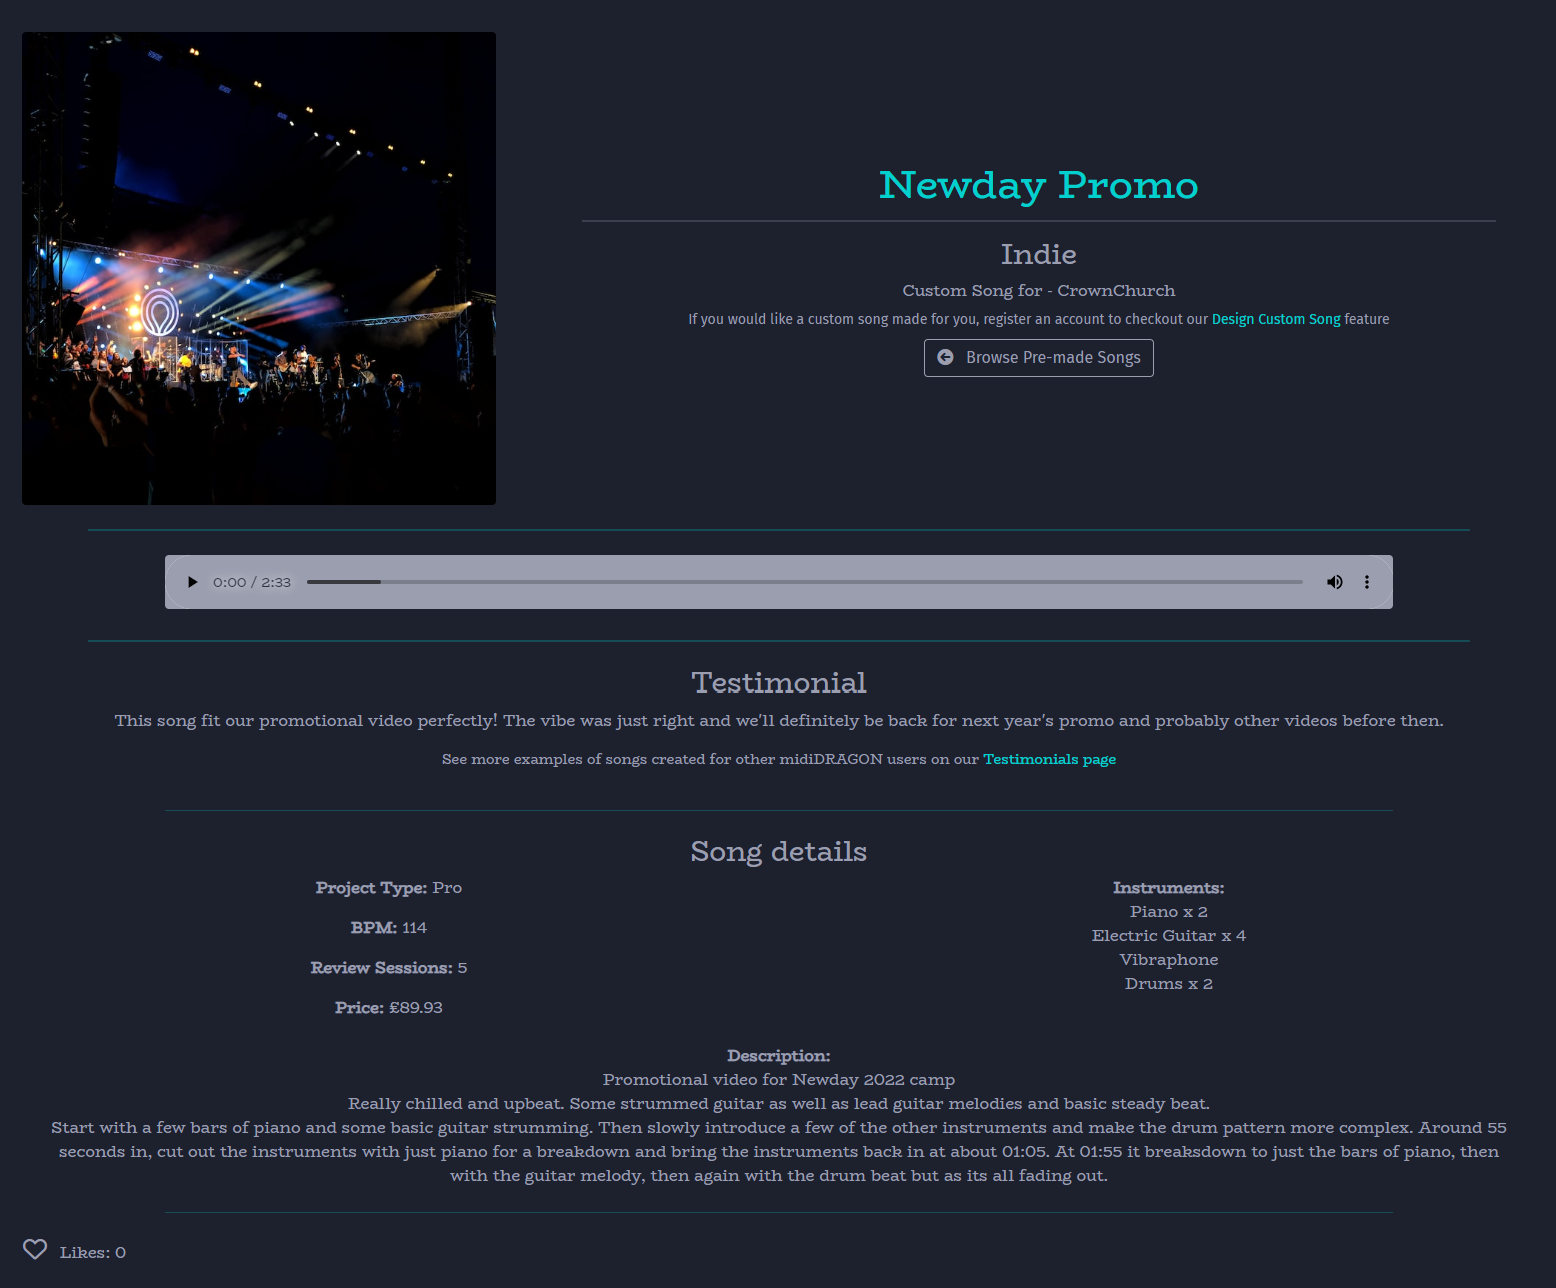 Newday Promo
Indie
Custom Song for - CrownChurch
If you would like a custom song made for you, register an account to checkout our Design Custom Song feature
Browse Pre-made Songs
0:00 / 2:33
Testimonial
This song fit our promotional video perfectly! The vibe was just right and we'll definitely be back for next year's promo and probably other videos before then.
See more examples of songs created for other midiDRAGON users on our Testimonials page
Song details
Project Type: Pro
BPM: 114
Review Sessions: 5
Price: £89.93
Instruments:
Piano x 2
Electric Guitar x 4
Vibraphone
Drums x 2
Description:
Promotional video for Newday 2022 camp
Really chilled and upbeat. Some strummed guitar as well as lead guitar melodies and basic steady beat.
Start with a few bars of piano and some basic guitar strumming. Then slowly introduce a few of the other instruments and make the drum pattern more complex. Around 55
seconds in, cut out the instruments with just piano for a breakdown and bring the instruments back in at about 01:05. At 01:55 it breaksdown to just the bars of piano, then
with the guitar melody, then again with the drum beat but as its all fading out.
Likes: 0